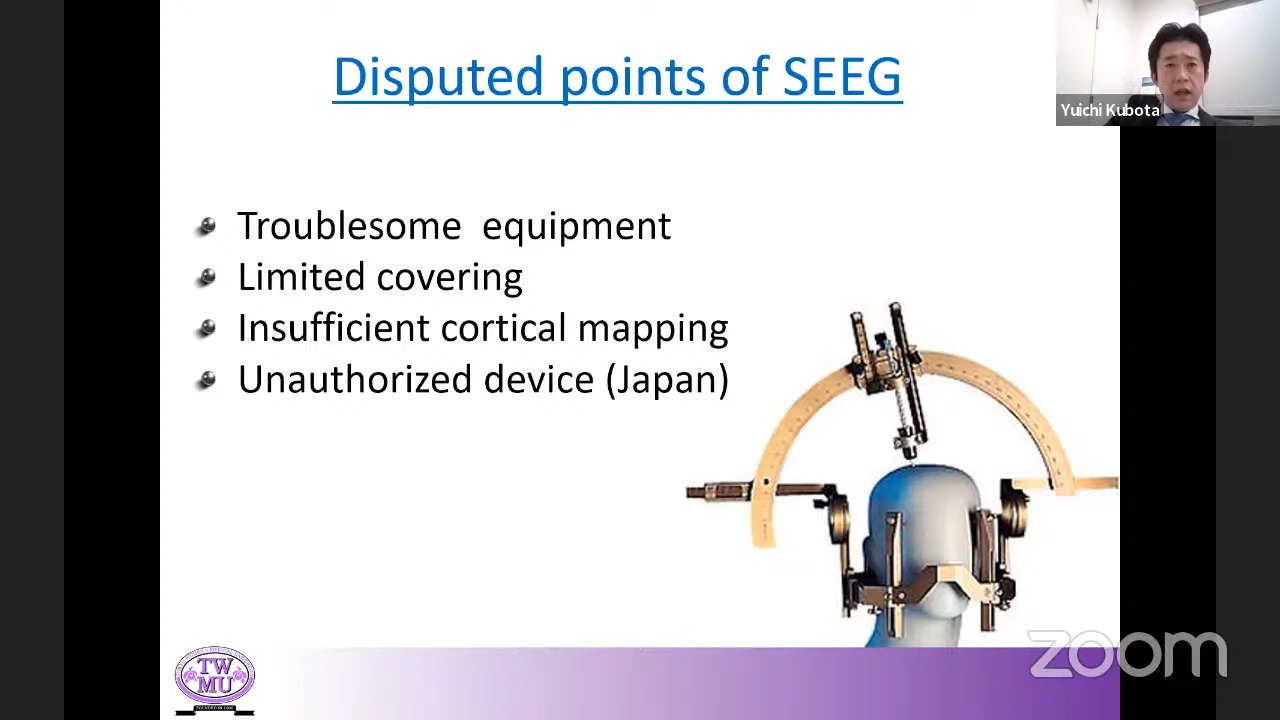 Disputed points of SEEG
Yuichi Kubota
Troublesome equipment
Limited covering
Insufficient cortical mapping
Unauthorized device (Japan)
TW
MU
zoom